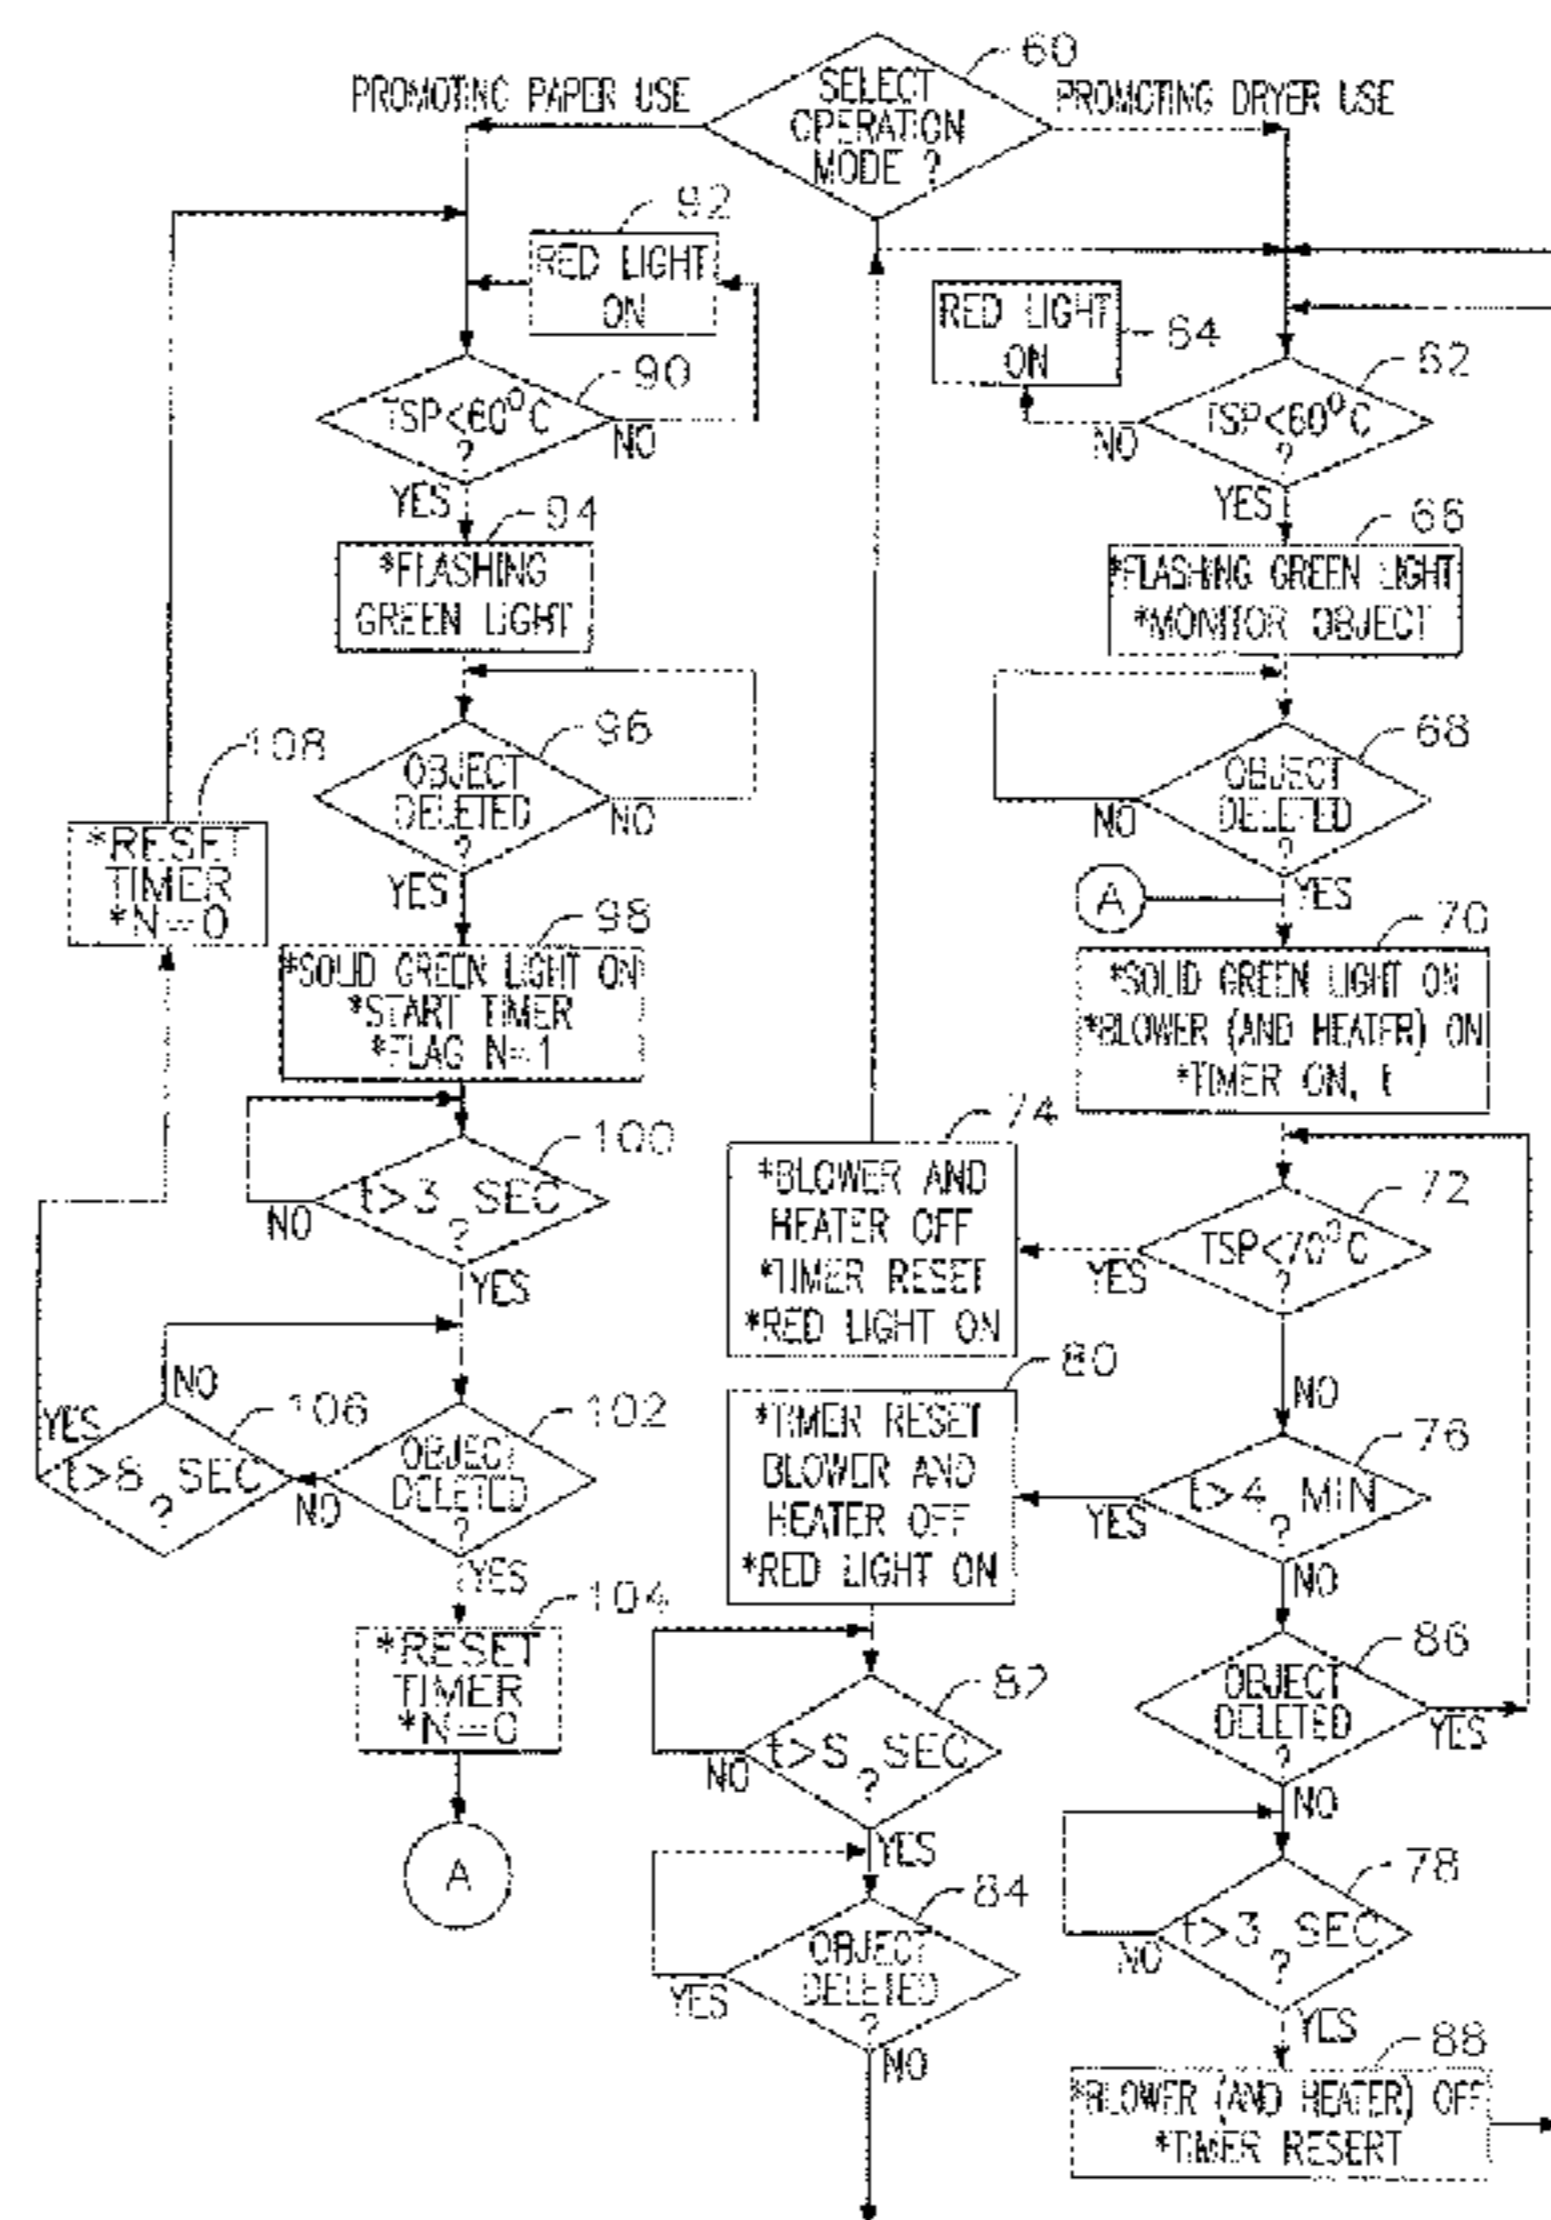 60
PROMOTING PAPER USE
SELECT
OPERATION
MODE ?
PROMOTING DRYER USE
92
RED LIGHT
ON
90
TSP<60°C
?
NO
YES
94
*FLASHING
GREEN LIGHT
96
OBJECT
DELETED
?
NO
YES
108
*RESET
TIMER
*N=0
98
*SOLID GREEN LIGHT ON
*START TIMER
*FLAG N=1
100
t>3 SEC
?
NO
YES
102
OBJECT
DELETED
?
NO
YES
106
NO
YES
SEC
?
104
*RESET
TIMER
*N=0
A
RED LIGHT
ON
64
62
TSP<60°C
?
NO
YES
66
*FLASHING GREEN LIGHT
*MONITOR OBJECT
68
OBJECT
DELETED
?
NO
YES
A
70
*SOLID GREEN LIGHT ON
*BLOWER (AND HEATER) ON
*TIMER ON, t
72
TSP<70°C
?
YES
NO
74
*BLOWER AND
HEATER OFF
*TIMER RESET
*RED LIGHT ON
76
t>4 MIN
?
YES
NO
80
*TIMER RESET
BLOWER AND
HEATER OFF
*RED LIGHT ON
82
t>S SEC
?
NO
YES
84
OBJECT
DELETED
?
YES
NO
86
OBJECT
DELETED
?
YES
NO
78
t>3 SEC
?
NO
YES
88
*BLOWER (AND HEATER) OFF
*TIMER RESERT